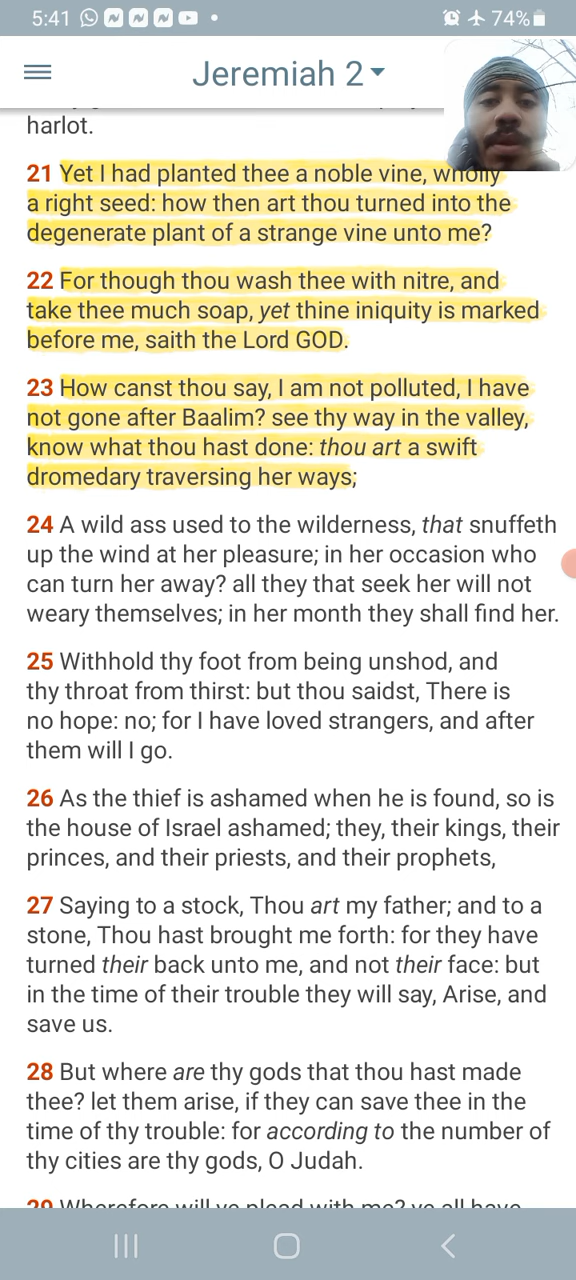 5:41
74%
Jeremiah 2
harlot.
21 Yet I had planted thee a noble vine, wholly
a right seed: how then art thou turned into the
degenerate plant of a strange vine unto me?
22 For though thou wash thee with nitre, and
take thee much soap, yet thine iniquity is marked
before me, saith the Lord GOD.
23 How canst thou say, I am not polluted, I have
not gone after Baalim? see thy way in the valley,
know what thou hast done: thou art a swift
dromedary traversing her ways;
24 A wild ass used to the wilderness, that snuffeth
up the wind at her pleasure; in her occasion who
can turn her away? all they that seek her will not
weary themselves; in her month they shall find her.
25 Withhold thy foot from being unshod, and
thy throat from thirst: but thou saidst, There is
no hope: no; for I have loved strangers, and after
them will I go.
26 As the thief is ashamed when he is found, so is
the house of Israel ashamed; they, their kings, their
princes, and their priests, and their prophets,
27 Saying to a stock, Thou art my father; and to a
stone, Thou hast brought me forth: for they have
turned their back unto me, and not their face: but
in the time of their trouble they will say, Arise, and
save us.
28 But where are thy gods that thou hast made
thee? let them arise, if they can save thee in the
time of thy trouble: for according to the number of
thy cities are thy gods, O Judah.
29 Wherefore will ye plead with me? ye all have